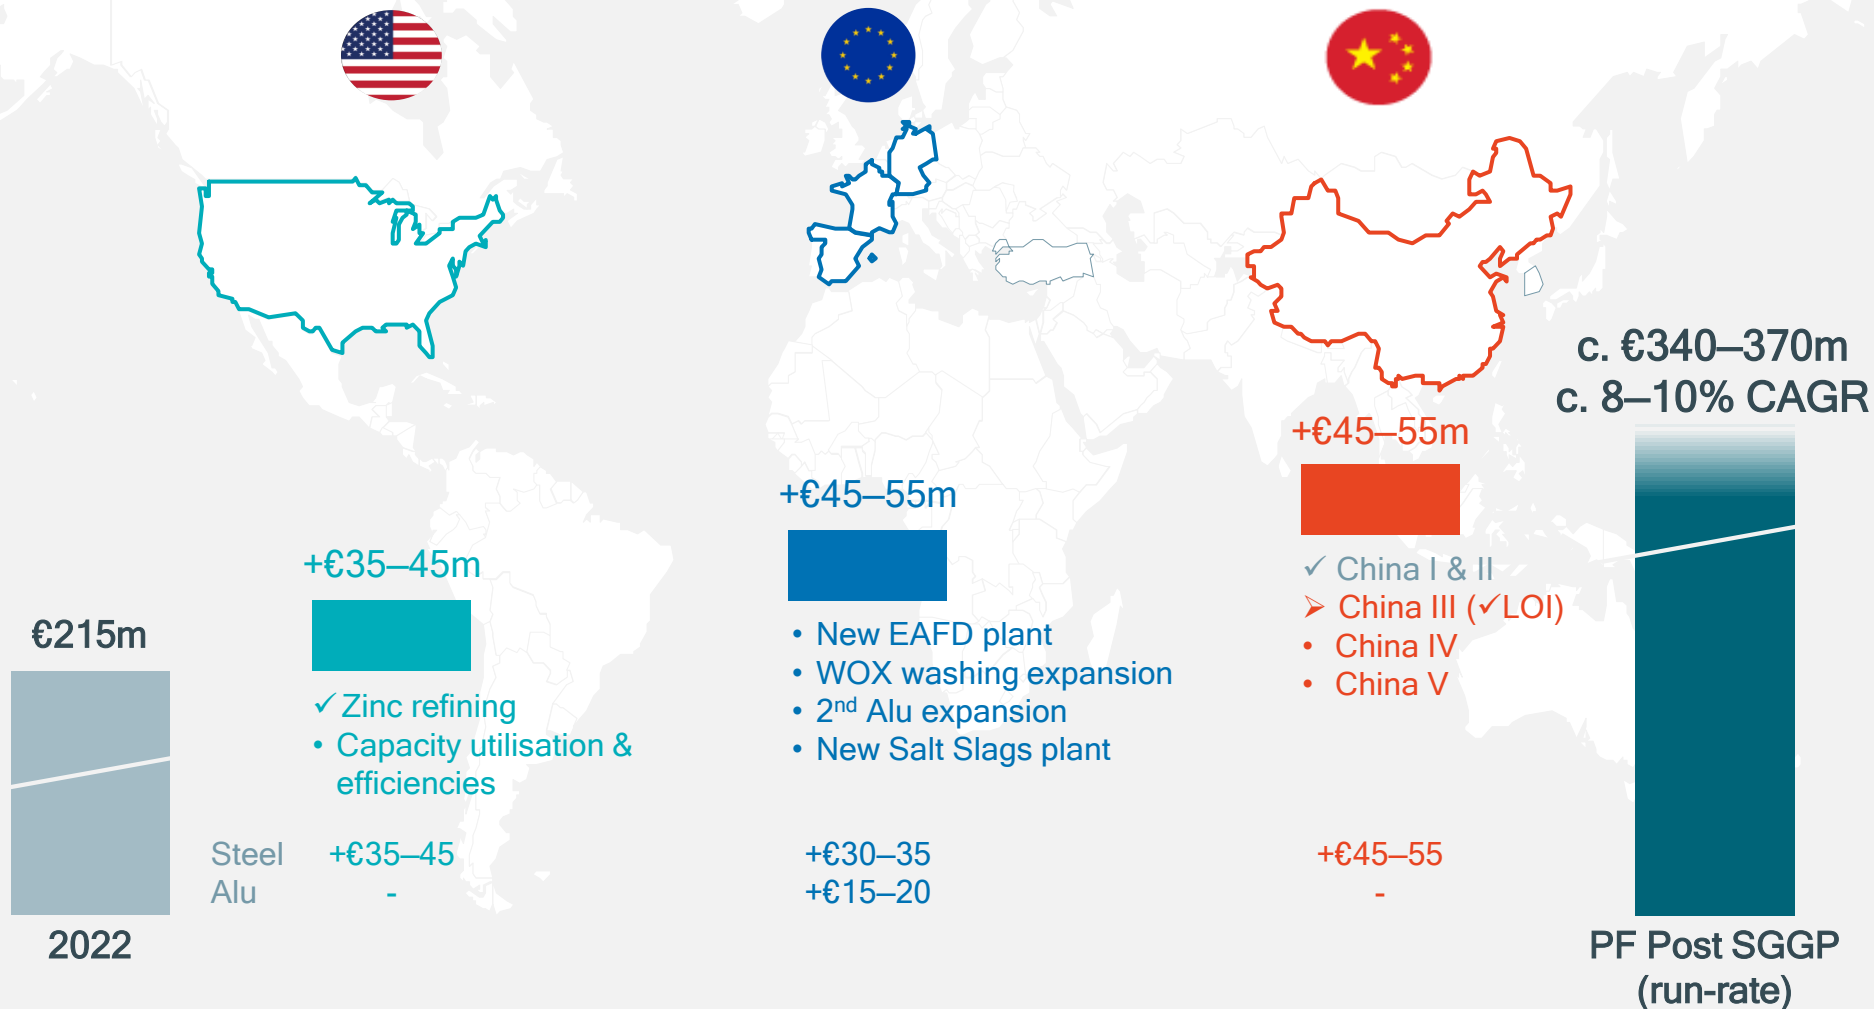 c. €340–370m
c. 8–10% CAGR
+€45–55m
+€45–55m
✓ China I & II
+€35–45m
➢ China III (✓LOI)
€215m
• New EAFD plant
• China IV
• WOX washing expansion
• China V
✓ Zinc refining
• 2nd Alu expansion
• Capacity utilisation &
efficiencies
• New Salt Slags plant
Steel +€35–45 +€30–35 +€45–55
Alu - +€15–20 -
2022
PF Post SGGP
(run-rate)